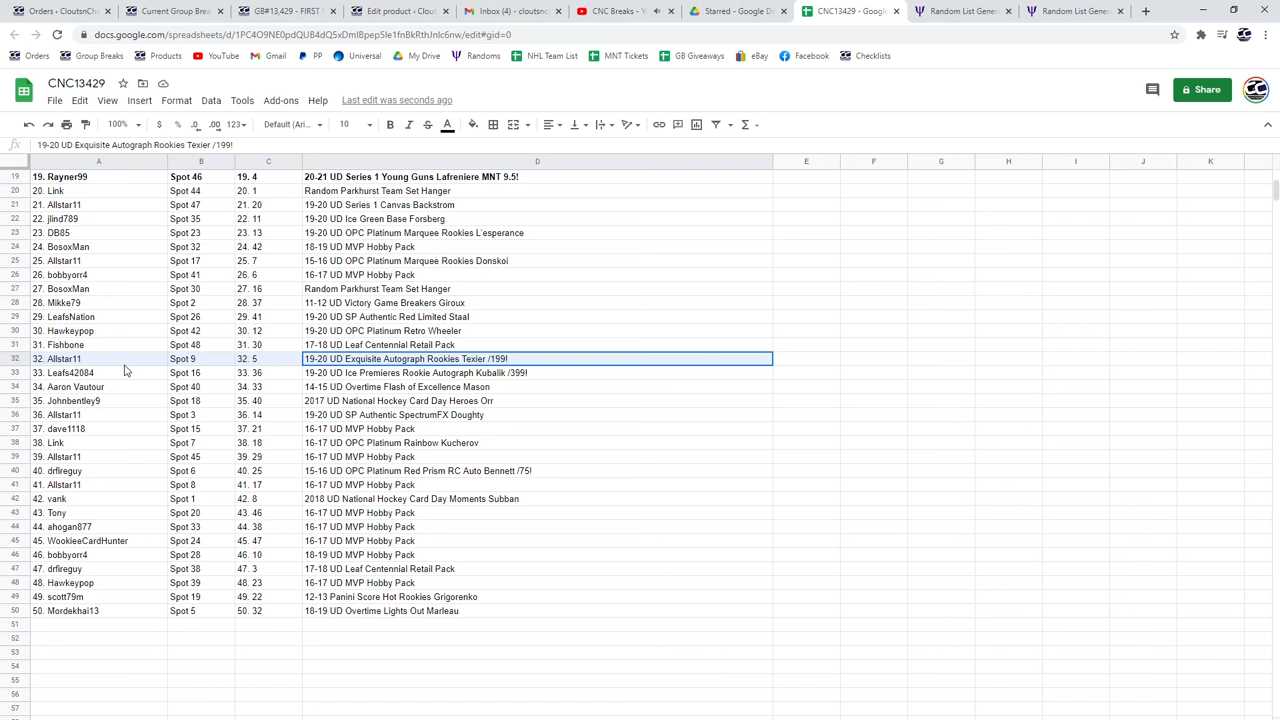 Orders ‹ CloutsnCh
Current Group Break
GB#13,429 - FIRST
Edit product ‹ Clout
Inbox (4) - cloutsnc
CNC Breaks - Y
Starred - Google D
CNC13429 - Google
Random List Gene
Random List Gene
docs.google.com/spreadsheets/d/1PC4O9NE0pdQUB4dQ5xDmIBpep5Ie1fnBkRthJnIc6nw/edit#gid=0
Orders
Group Breaks
Products
YouTube
Gmail
PP
Universal
My Drive
Randoms
NHL Team List
MNT Tickets
GB Giveaways
eBay
Facebook
Checklists
CNC13429
File Edit View Insert Format Data Tools Add-ons Help Last edit was seconds ago
Share
100% $ % .0 .00 123 Default (Ari... 10 B I S A
fx 19-20 UD Exquisite Autograph Rookies Texier /199!
A B C D E F G H I J K
19 19. Rayner99 Spot 46 19. 4 20-21 UD Series 1 Young Guns Lafreniere MNT 9.5!
20 20. Link Spot 44 20. 1 Random Parkhurst Team Set Hanger
21 21. Allstar11 Spot 47 21. 20 19-20 UD Series 1 Canvas Backstrom
22 22. jlind789 Spot 35 22. 11 19-20 UD Ice Green Base Forsberg
23 23. DB85 Spot 23 23. 13 19-20 UD OPC Platinum Marquee Rookies L'esperance
24 24. BosoxMan Spot 32 24. 42 18-19 UD MVP Hobby Pack
25 25. Allstar11 Spot 17 25. 7 15-16 UD OPC Platinum Marquee Rookies Donskoi
26 26. bobbyorr4 Spot 41 26. 6 16-17 UD MVP Hobby Pack
27 27. BosoxMan Spot 30 27. 16 Random Parkhurst Team Set Hanger
28 28. Mikke79 Spot 2 28. 37 11-12 UD Victory Game Breakers Giroux
29 29. LeafsNation Spot 26 29. 41 19-20 UD SP Authentic Red Limited Staal
30 30. Hawkeypop Spot 42 30. 12 19-20 UD OPC Platinum Retro Wheeler
31 31. Fishbone Spot 48 31. 30 17-18 UD Leaf Centennial Retail Pack
32 32. Allstar11 Spot 9 32. 5 19-20 UD Exquisite Autograph Rookies Texier /199!
33 33. Leafs42084 Spot 16 33. 36 19-20 UD Ice Premieres Rookie Autograph Kubalik /399!
34 34. Aaron Vautour Spot 40 34. 33 14-15 UD Overtime Flash of Excellence Mason
35 35. Johnbentley9 Spot 18 35. 40 2017 UD National Hockey Card Day Heroes Orr
36 36. Allstar11 Spot 3 36. 14 19-20 UD SP Authentic SpectrumFX Doughty
37 37. dave1118 Spot 15 37. 21 16-17 UD MVP Hobby Pack
38 38. Link Spot 7 38. 18 16-17 UD OPC Platinum Rainbow Kucherov
39 39. Allstar11 Spot 45 39. 29 16-17 UD MVP Hobby Pack
40 40. drfireguy Spot 6 40. 25 15-16 UD OPC Platinum Red Prism RC Auto Bennett /75!
41 41. Allstar11 Spot 8 41. 17 16-17 UD MVP Hobby Pack
42 42. vank Spot 1 42. 8 2018 UD National Hockey Card Day Moments Subban
43 43. Tony Spot 20 43. 46 16-17 UD MVP Hobby Pack
44 44. ahogan877 Spot 33 44. 38 16-17 UD MVP Hobby Pack
45 45. WookieeCardHunter Spot 24 45. 47 16-17 UD MVP Hobby Pack
46 46. bobbyorr4 Spot 28 46. 10 18-19 UD MVP Hobby Pack
47 47. drfireguy Spot 38 47. 3 17-18 UD Leaf Centennial Retail Pack
48 48. Hawkeypop Spot 39 48. 23 16-17 UD MVP Hobby Pack
49 49. scott79m Spot 19 49. 22 12-13 Panini Score Hot Rookies Grigorenko
50 50. Mordekhai13 Spot 5 50. 32 18-19 UD Overtime Lights Out Marleau
51
52
53
54
55
56
57